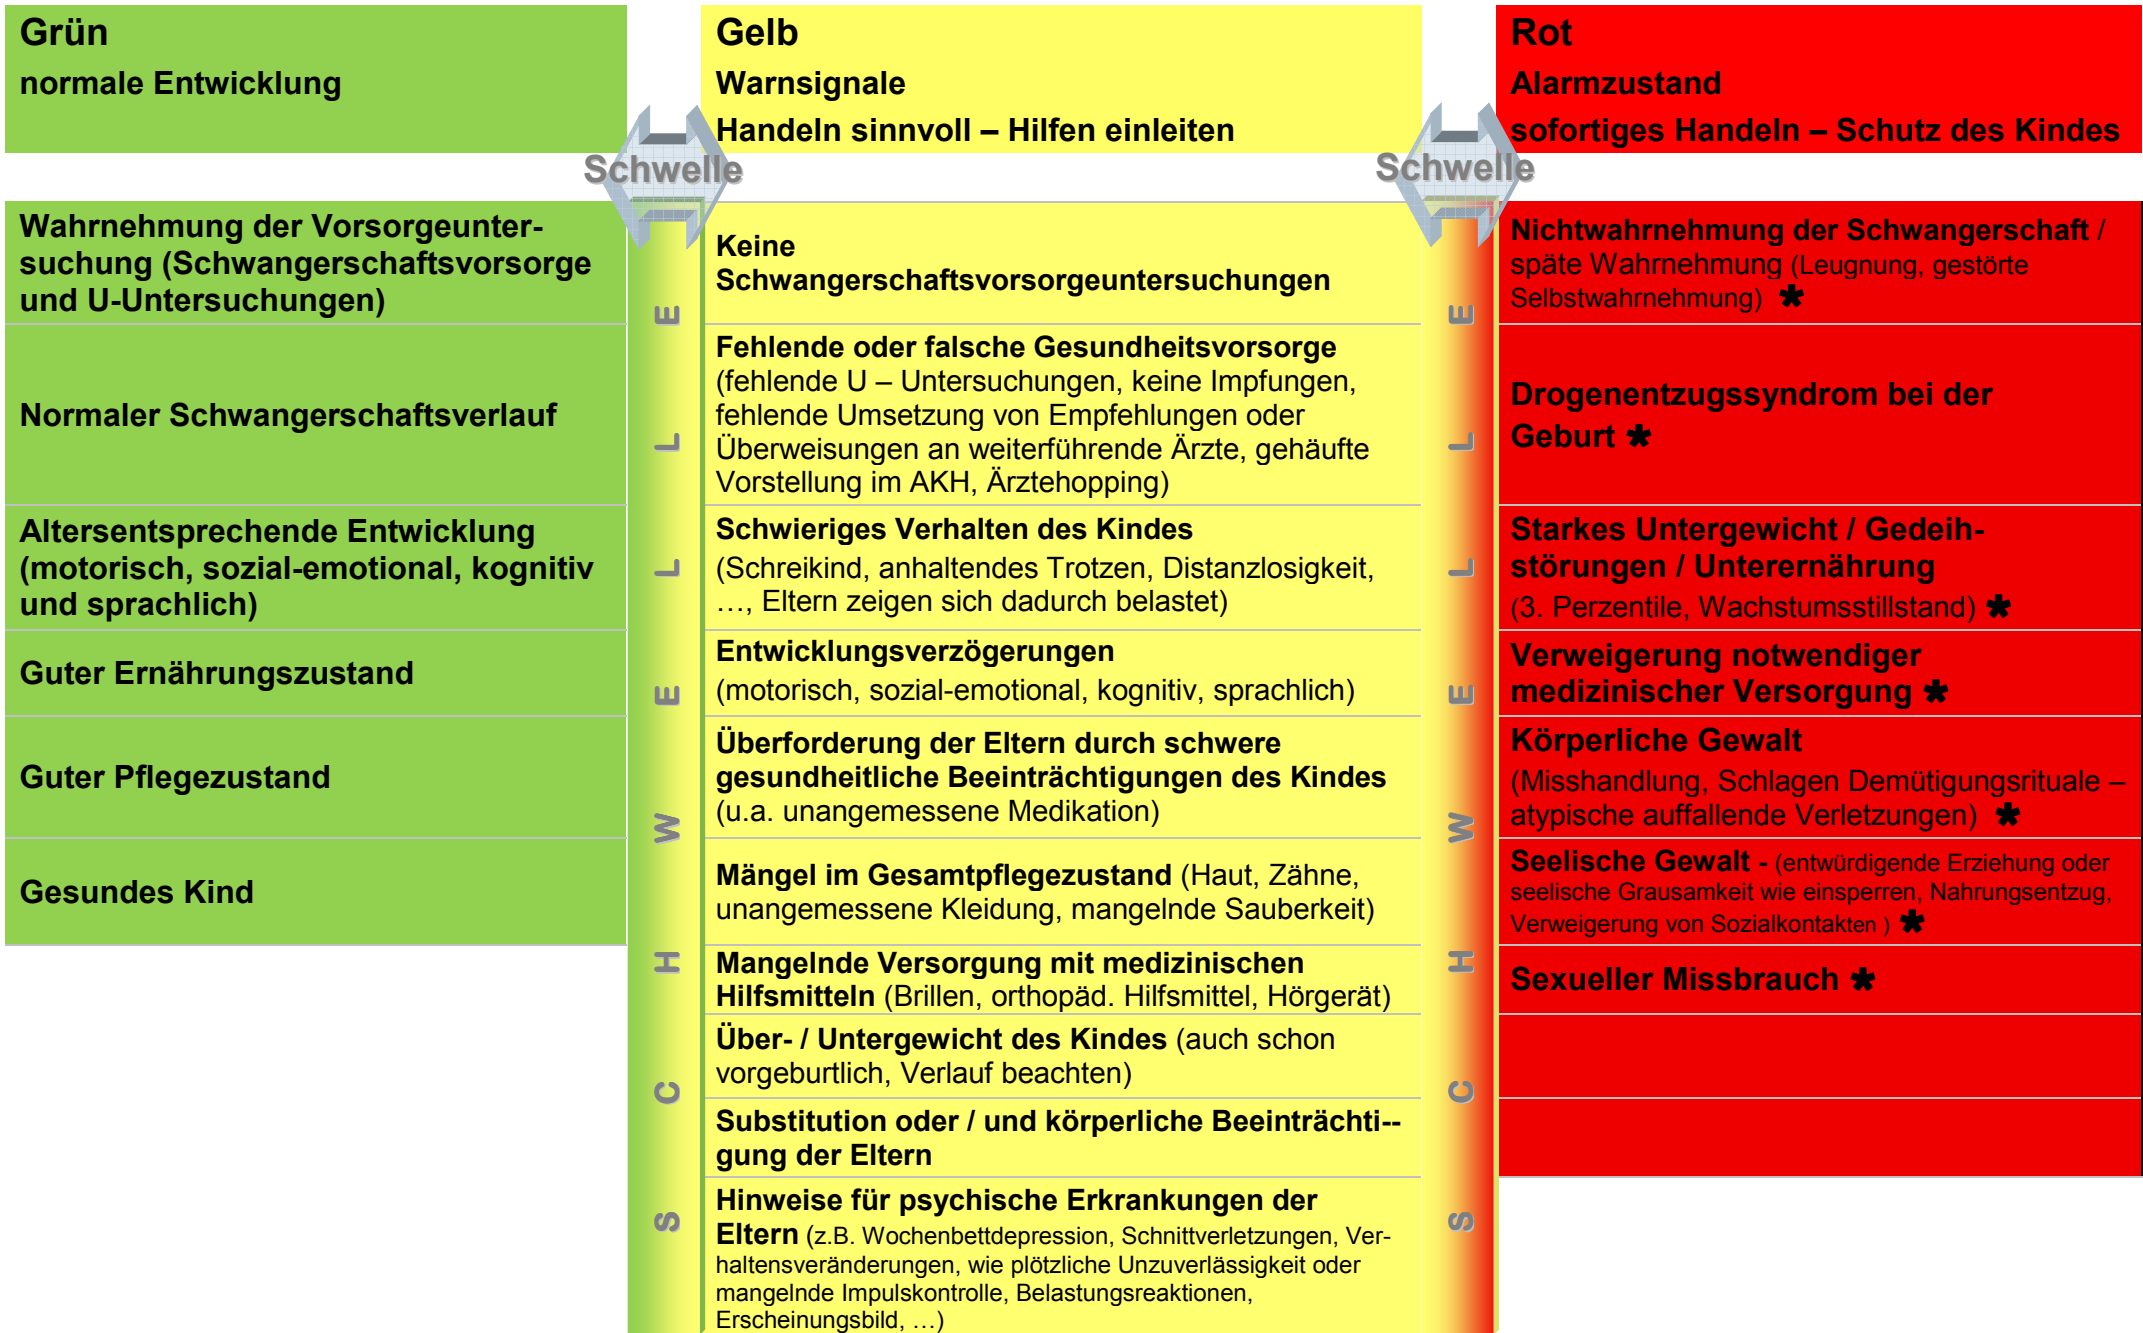 Grün
normale Entwicklung
Gelb
Warnsignale
Handeln sinnvoll – Hilfen einleiten
Rot
Alarmzustand
sofortiges Handeln – Schutz des Kindes
Schwelle
Schwelle
Wahrnehmung der Vorsorgeunter-
suchung (Schwangerschaftsvorsorge
und U-Untersuchungen)
Normaler Schwangerschaftsverlauf
Altersentsprechende Entwicklung
(motorisch, sozial-emotional, kognitiv
und sprachlich)
Guter Ernährungszustand
Guter Pflegezustand
Gesundes Kind
S C H W E L L E
Keine
Schwangerschaftsvorsorgeuntersuchungen
Fehlende oder falsche Gesundheitsvorsorge
(fehlende U – Untersuchungen, keine Impfungen,
fehlende Umsetzung von Empfehlungen oder
Überweisungen an weiterführende Ärzte, gehäufte
Vorstellung im AKH, Ärztehopping)
Schwieriges Verhalten des Kindes
(Schreikind, anhaltendes Trotzen, Distanzlosigkeit,
…, Eltern zeigen sich dadurch belastet)
Entwicklungsverzögerungen
(motorisch, sozial-emotional, kognitiv, sprachlich)
Überforderung der Eltern durch schwere
gesundheitliche Beeinträchtigungen des Kindes
(u.a. unangemessene Medikation)
Mängel im Gesamtpflegezustand (Haut, Zähne,
unangemessene Kleidung, mangelnde Sauberkeit)
Mangelnde Versorgung mit medizinischen
Hilfsmitteln (Brillen, orthopäd. Hilfsmittel, Hörgerät)
Über- / Untergewicht des Kindes (auch schon
vorgeburtlich, Verlauf beachten)
Substitution oder / und körperliche Beeinträchti--
gung der Eltern
Hinweise für psychische Erkrankungen der
Eltern (z.B. Wochenbettdepression, Schnittverletzungen, Ver-
haltensveränderungen, wie plötzliche Unzuverlässigkeit oder
mangelnde Impulskontrolle, Belastungsreaktionen,
Erscheinungsbild, …)
S C H W E L L E
Nichtwahrnehmung der Schwangerschaft /
späte Wahrnehmung (Leugnung, gestörte
Selbstwahrnehmung) *
Drogenentzugssyndrom bei der
Geburt *
Starkes Untergewicht / Gedeih-
störungen / Unterernährung
(3. Perzentile, Wachstumsstillstand) *
Verweigerung notwendiger
medizinischer Versorgung *
Körperliche Gewalt
(Misshandlung, Schlagen Demütigungsrituale –
atypische auffallende Verletzungen) *
Seelische Gewalt - (entwürdigende Erziehung oder
seelische Grausamkeit wie einsperren, Nahrungsentzug,
Verweigerung von Sozialkontakten ) *
Sexueller Missbrauch *